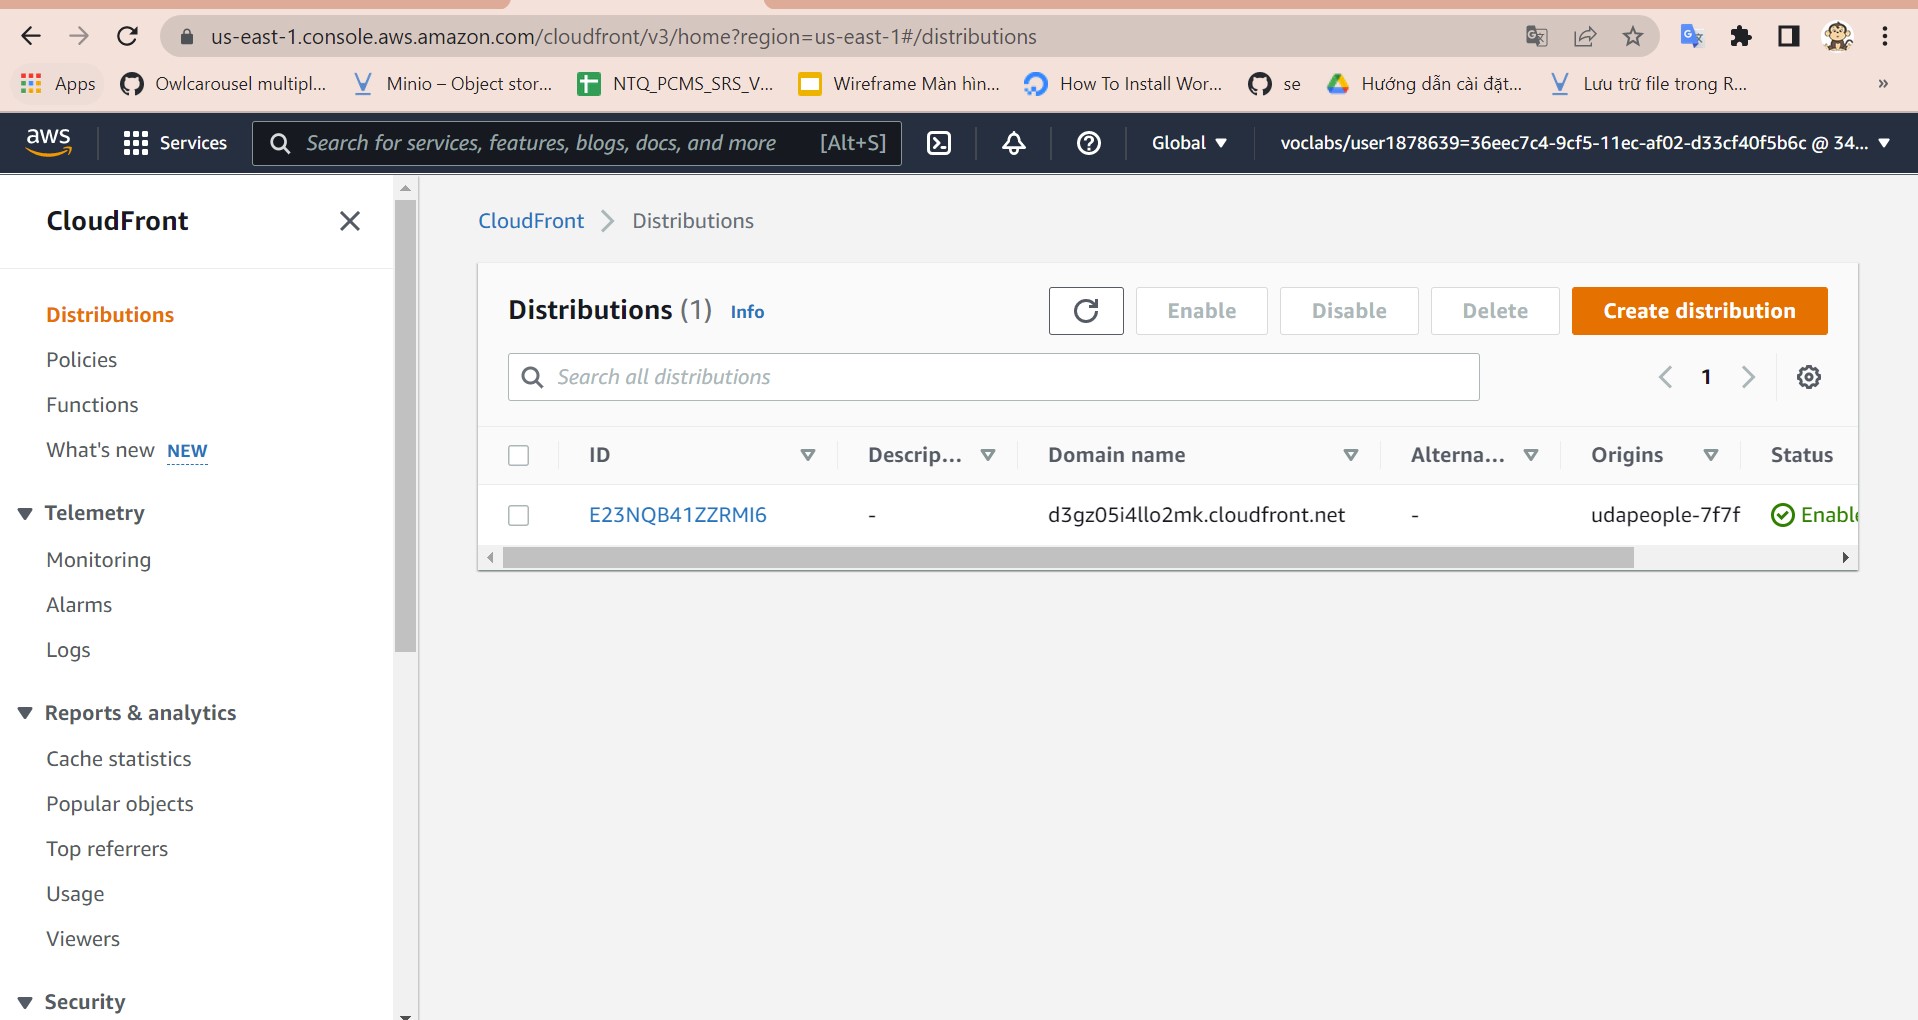 us-east-1.console.aws.amazon.com/cloudfront/v3/home?region=us-east-1#/distributions
Apps Owlcarousel multipl... Minio – Object stor... NTQ_PCMS_SRS_V... Wireframe Màn hìn... How To Install Wor... se Hướng dẫn cài đặt... Lưu trữ file trong R... »
aws Services Search for services, features, blogs, docs, and more [Alt+S] Global voclabs/user1878639=36eec7c4-9cf5-11ec-af02-d33cf40f5b6c @ 34...
CloudFront
Distributions
Policies
Functions
What's new NEW
Telemetry
Monitoring
Alarms
Logs
Reports & analytics
Cache statistics
Popular objects
Top referrers
Usage
Viewers
Security
CloudFront Distributions
Distributions (1) Info Enable Disable Delete Create distribution
Search all distributions 1
ID Descrip... Domain name Alterna... Origins Status
E23NQB41ZZRMI6 - d3gz05i4llo2mk.cloudfront.net - udapeople-7f7f Enable